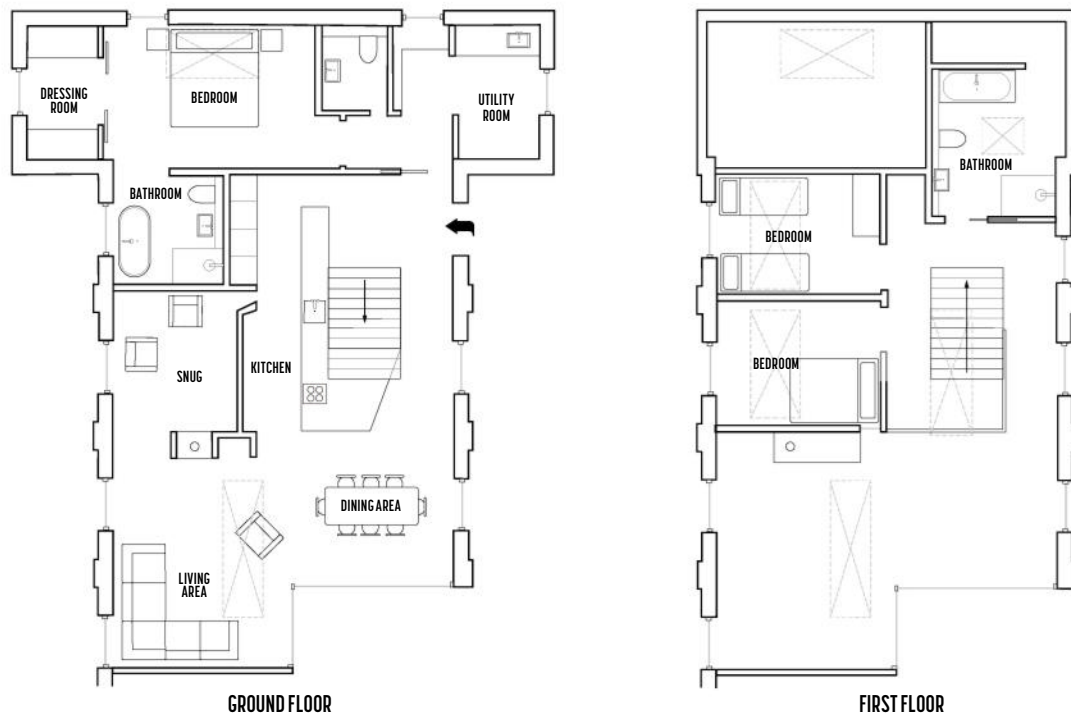 DRESSING
ROOM
BEDROOM
UTILITY
ROOM
BATHROOM
SNUG
KITCHEN
DINING AREA
LIVING
AREA
GROUND FLOOR
BATHROOM
BEDROOM
BEDROOM
FIRST FLOOR